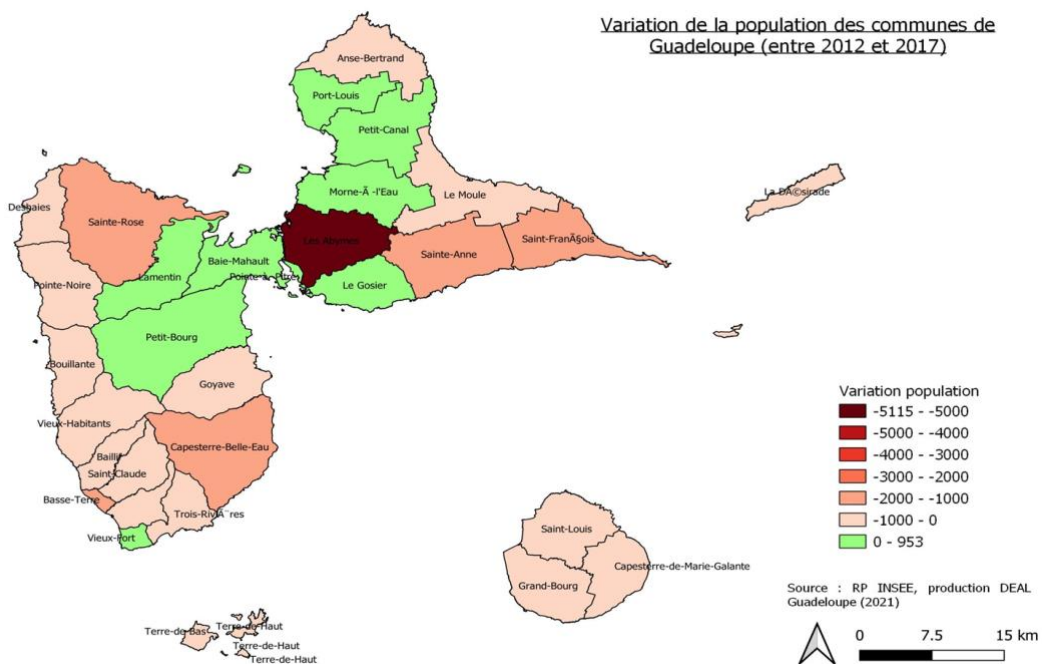 Variation de la population des communes de
Guadeloupe (entre 2012 et 2017)
Anse-Bertrand
Port-Louis
Petit-Canal
Morne-Ã -l'Eau
Le Moule
La DÃ©sirade
Deshaies
Sainte-Rose
Les Abymes
Saint-FranÃ§ois
Sainte-Anne
Baie-Mahault
Lamentin
Pointe-à-Pitre
Le Gosier
Pointe-Noire
Petit-Bourg
Bouillante
Goyave
Vieux-Habitants
Capesterre-Belle-Eau
Baillif
Saint-Claude
Basse-Terre
Trois-RiviÃ¨res
Vieux-Fort
Saint-Louis
Capesterre-de-Marie-Galante
Grand-Bourg
Terre-de-Bas
Terre-de-Haut
Terre-de-Haut
Terre-de-Haut
Variation population
-5115 - -5000
-5000 - -4000
-4000 - -3000
-3000 - -2000
-2000 - -1000
-1000 - 0
0 - 953
Source : RP INSEE, production DEAL
Guadeloupe (2021)
0 7.5 15 km